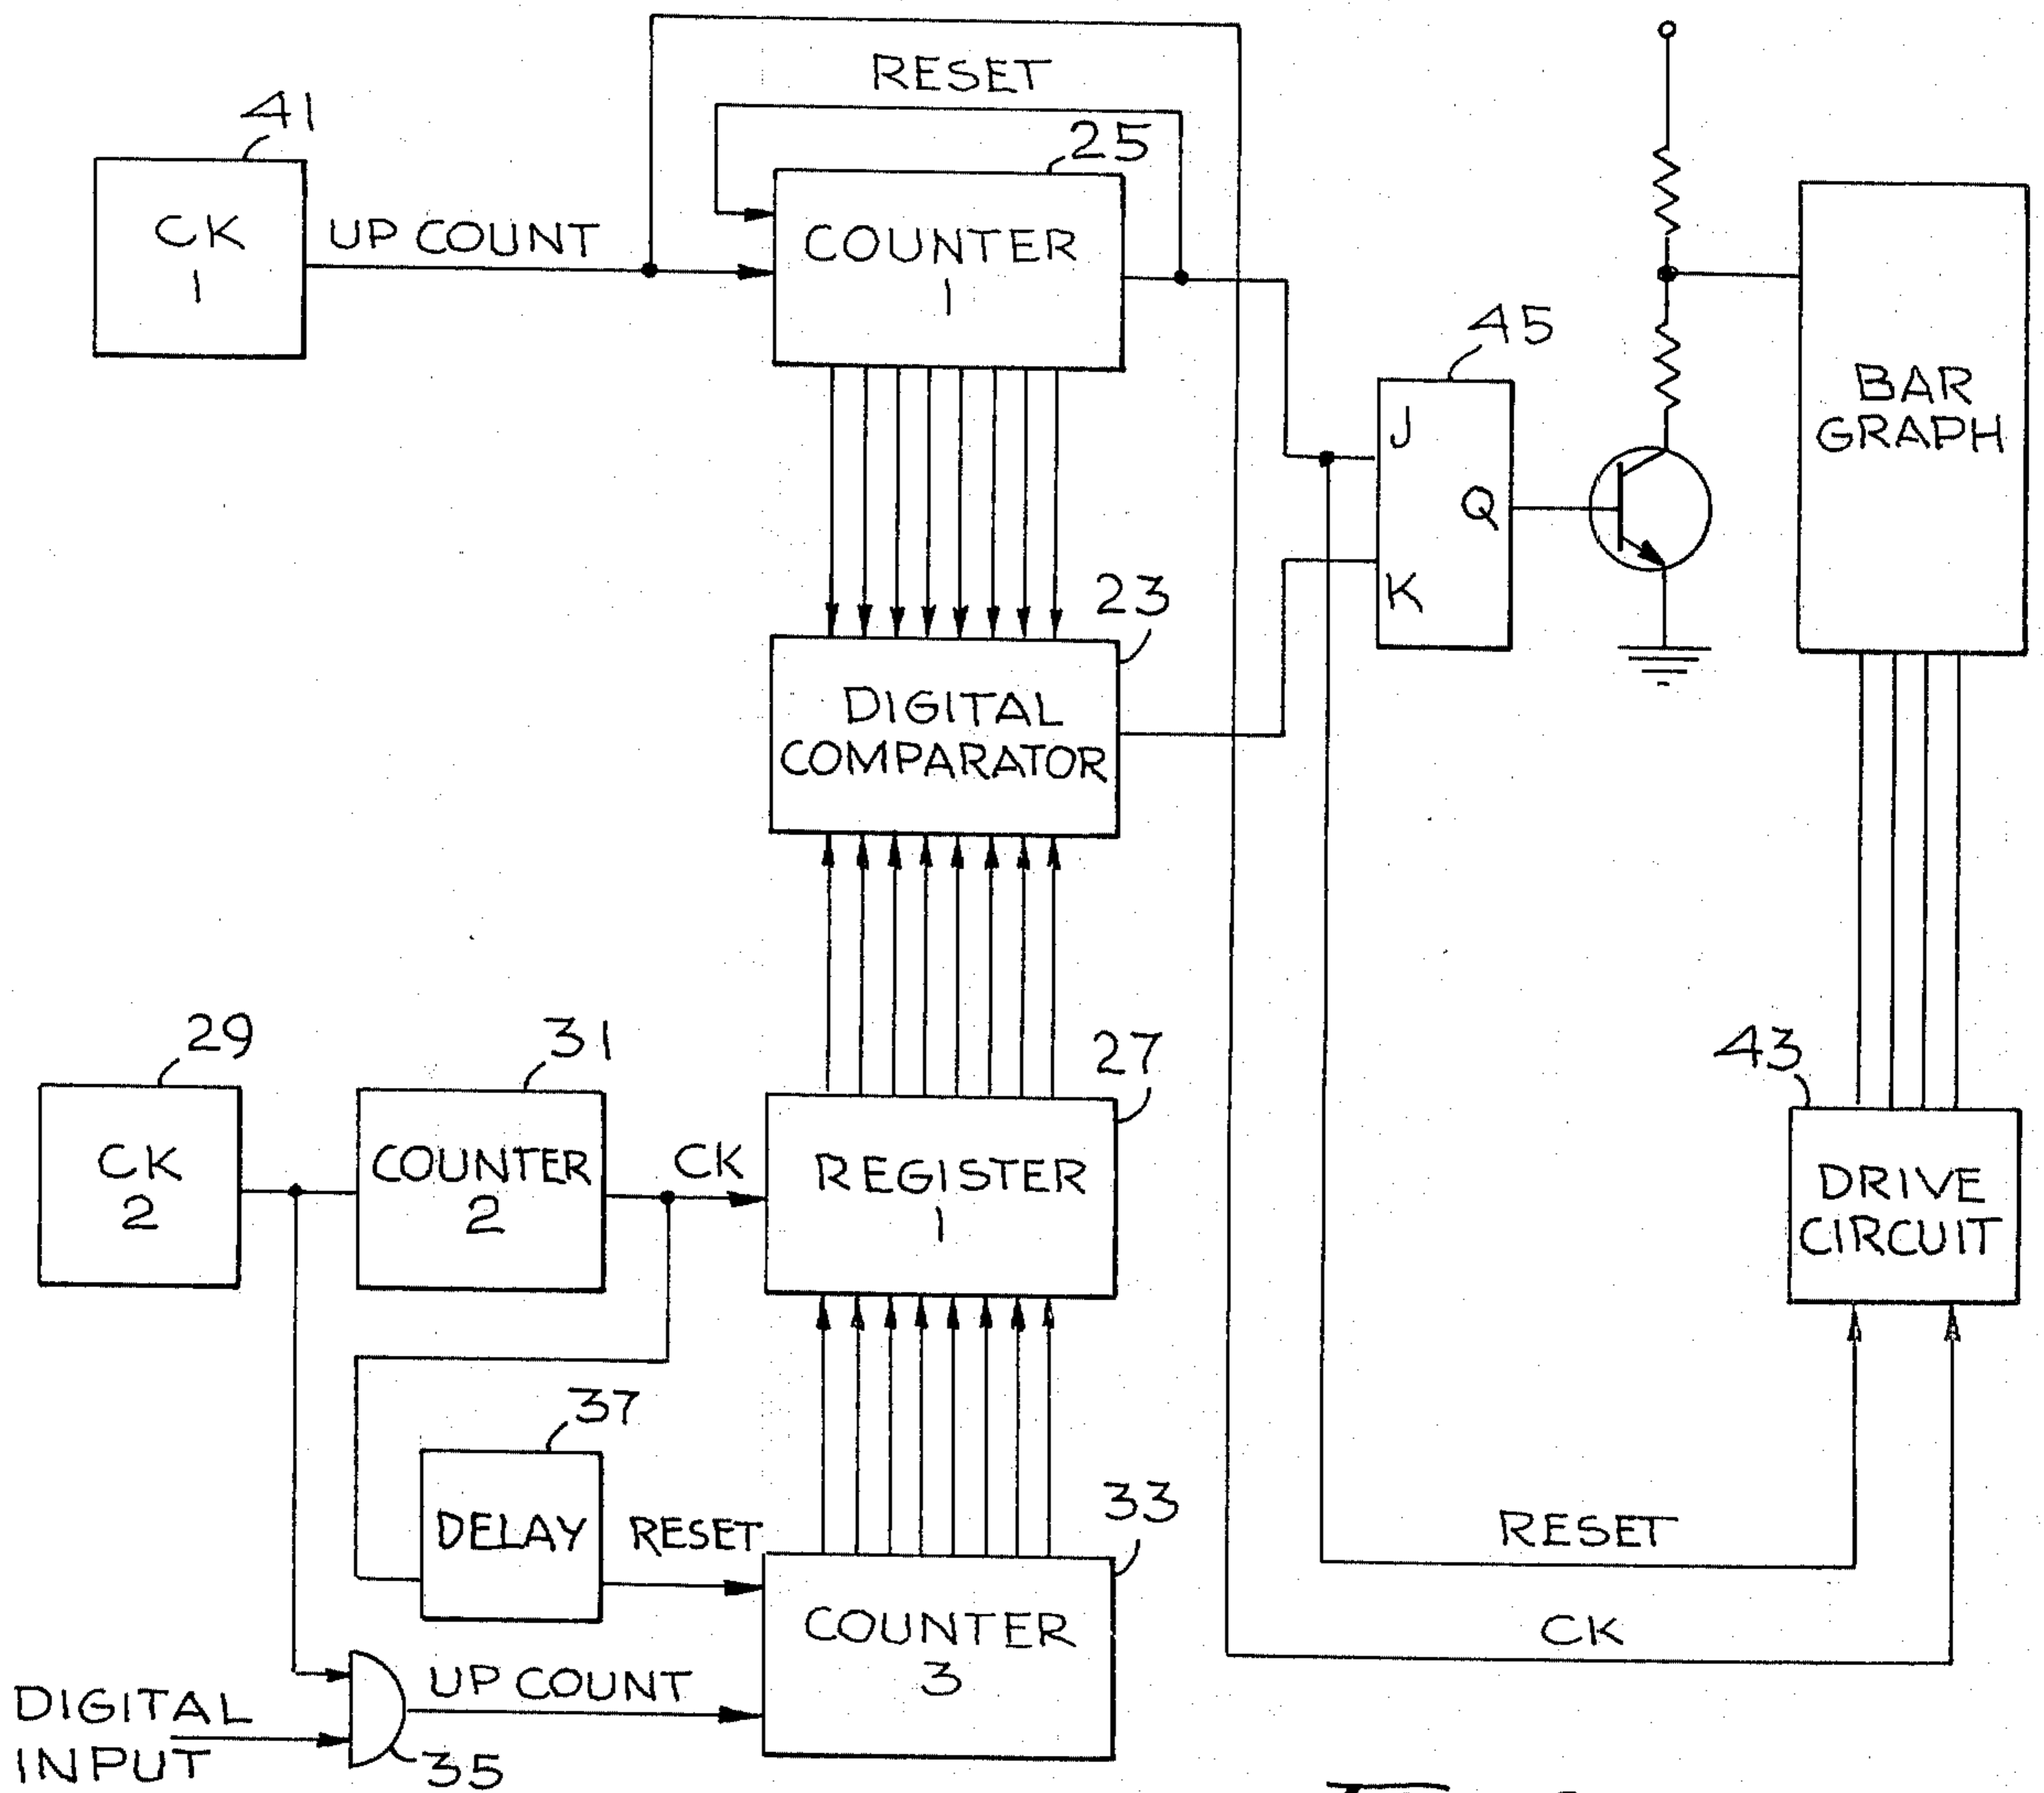 RESET
41
25
CK
1
UP COUNT
COUNTER
1
45
J
Q
K
BAR
GRAPH
23
DIGITAL
COMPARATOR
29
31
27
43
CK
2
COUNTER
2
CK
REGISTER
1
DRIVE
CIRCUIT
37
DELAY
RESET
33
RESET
COUNTER
3
CK
UP COUNT
DIGITAL
INPUT
35